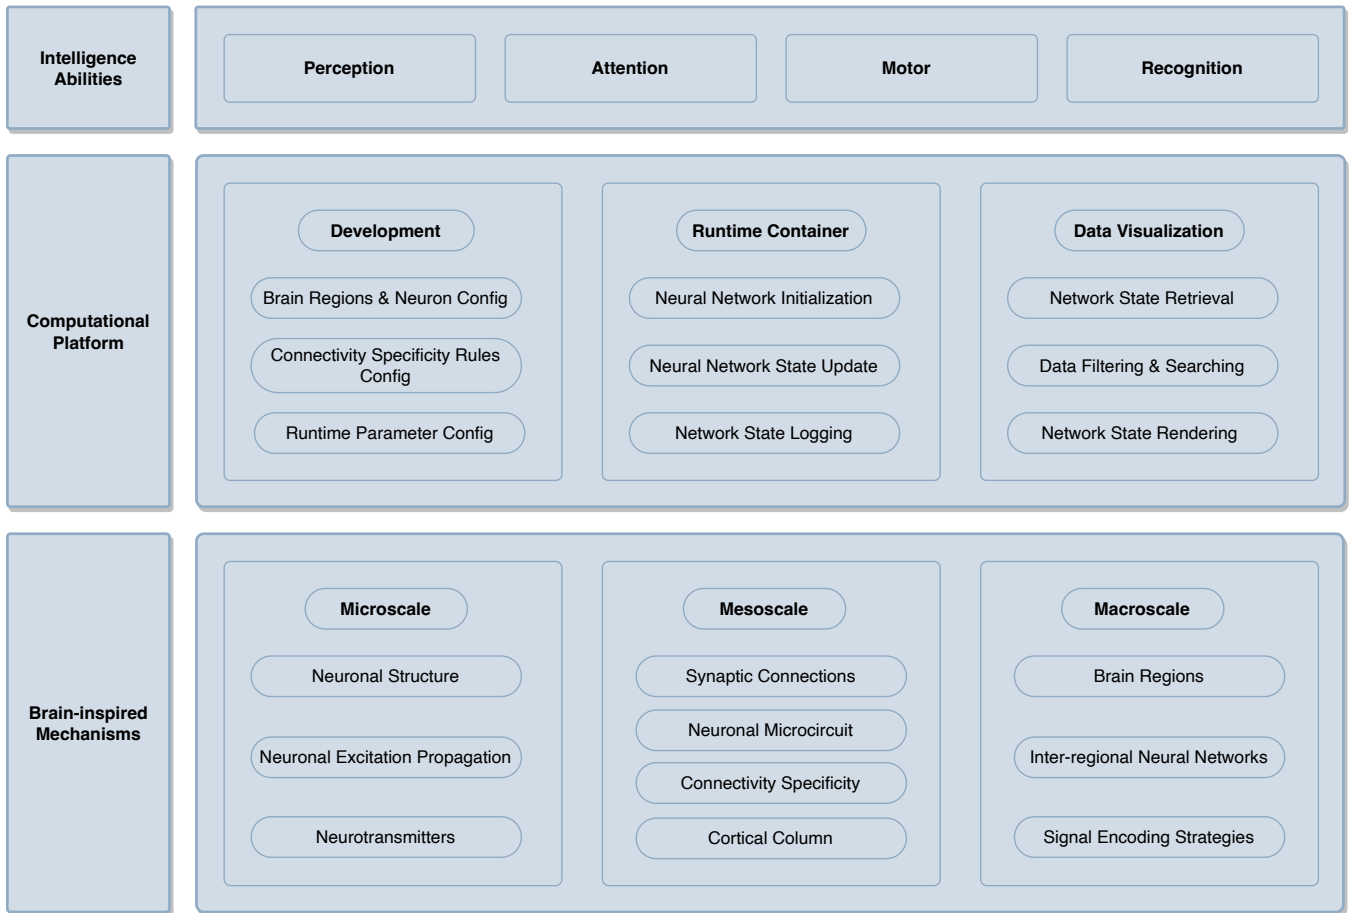 Intelligence
Abilities
Perception
Attention
Motor
Recognition
Computational
Platform
Development
Brain Regions & Neuron Config
Connectivity Specificity Rules
Config
Runtime Parameter Config
Runtime Container
Neural Network Initialization
Neural Network State Update
Network State Logging
Data Visualization
Network State Retrieval
Data Filtering & Searching
Network State Rendering
Brain-inspired
Mechanisms
Microscale
Neuronal Structure
Neuronal Excitation Propagation
Neurotransmitters
Mesoscale
Synaptic Connections
Neuronal Microcircuit
Connectivity Specificity
Cortical Column
Macroscale
Brain Regions
Inter-regional Neural Networks
Signal Encoding Strategies